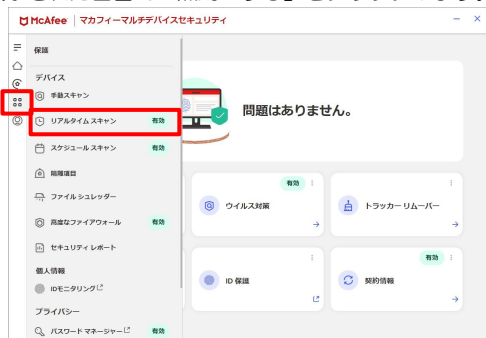 McAfee | マカフィーマルチデバイスセキュリティ
保護
デバイス
手動スキャン
リアルタイム スキャン 有効
スケジュール スキャン 有効
隔離項目
ファイル シュレッダー
高度なファイアウォール 有効
セキュリティ レポート
個人情報
IDモニタリング
プライバシー
パスワード マネージャー 有効
問題はありません。
有効
ウイルス対策
トラッカー リムーバー
ID 保護
有効
契約情報